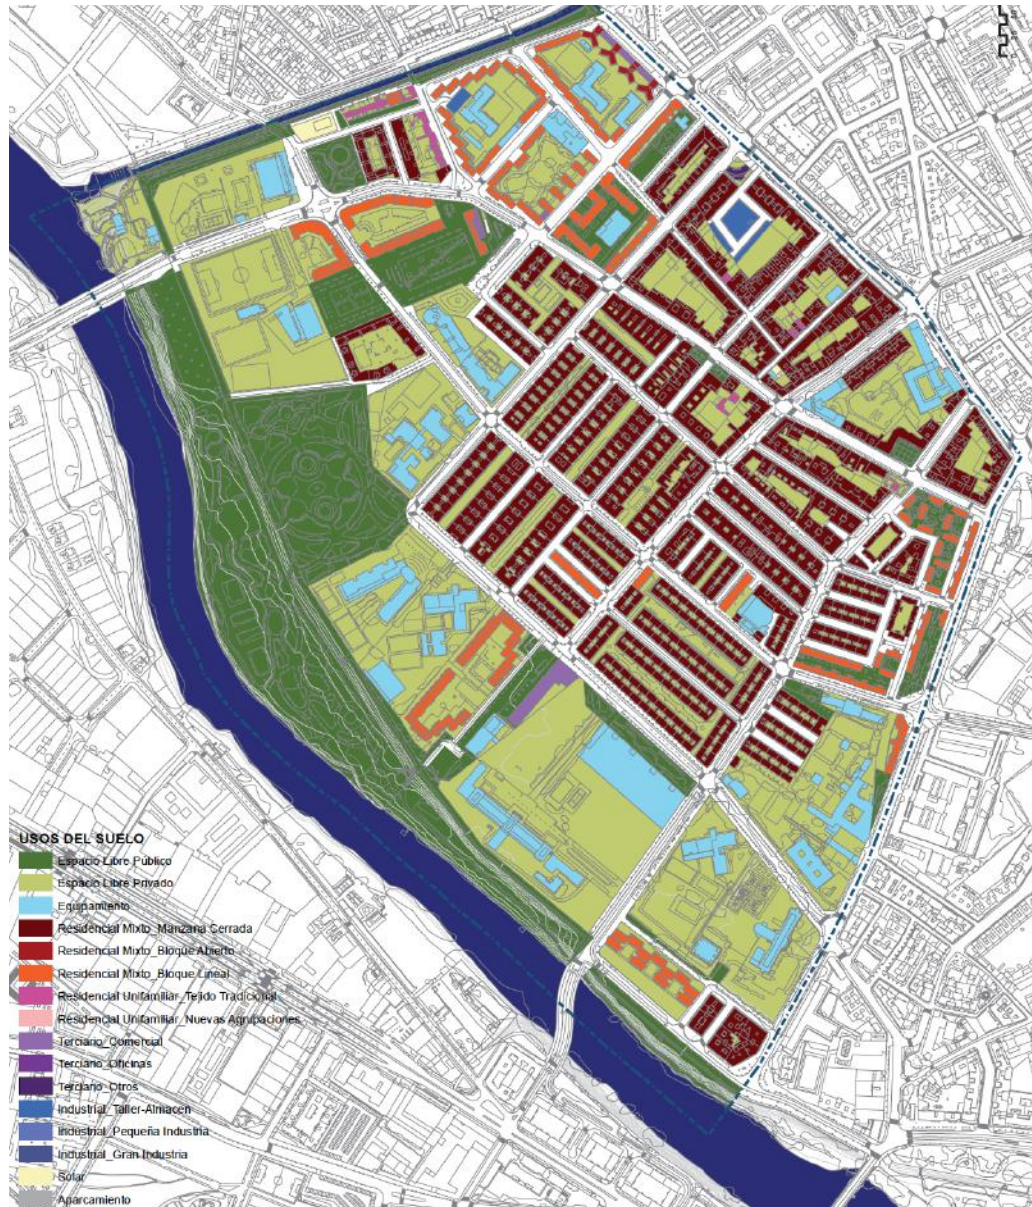 USOS DEL SUELO
Espacio Libre Público
Espacio Libre Privado
Equipamiento
Residencial Mixto_Manzana Cerrada
Residencial Mixto_Bloque Abierto
Residencial Mixto_Bloque Lineal
Residencial Unifamiliar_Tejido Tradicional
Residencial Unifamiliar_Nuevas Agrupaciones
Terciario_Comercial
Terciario_Oficinas
Terciario_Otros
Industrial_Taller-Almacen
Industrial_Pequeña Industria
Industrial_Gran Industria
Solar
Aparcamiento